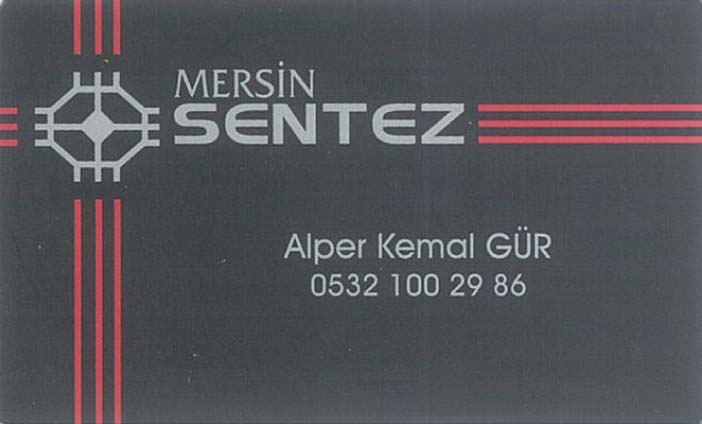 MERSİN
SENTEZ
Alper Kemal GÜR
0532 100 29 86